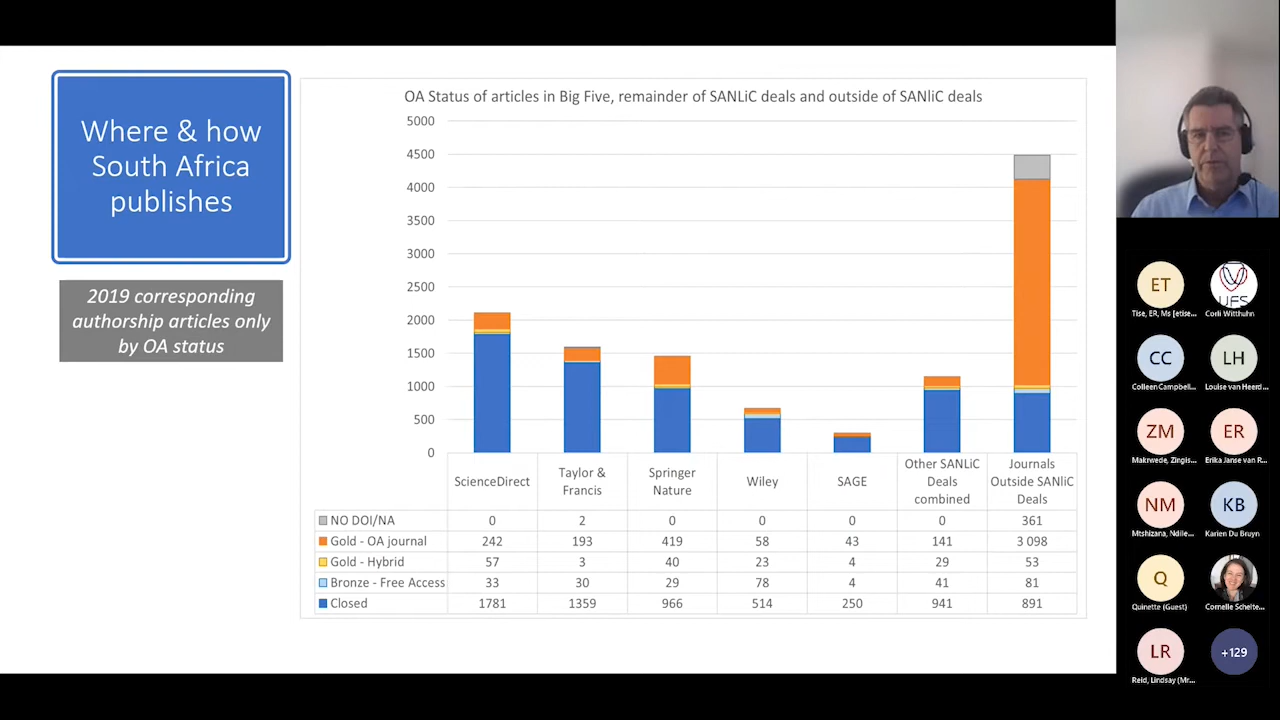 Where & how
South Africa
publishes
2019 corresponding
authorship articles only
by OA status
OA Status of articles in Big Five, remainder of SANLiC deals and outside of SANliC deals
5000
4500
4000
3500
3000
2500
2000
1500
1000
500
0
ScienceDirect
Taylor &
Francis
Springer
Nature
Wiley
SAGE
Other SANLiC
Deals
combined
Journals
Outside SANliC
Deals
NO DOI/NA 0 2 0 0 0 0 361
Gold - OA journal 242 193 419 58 43 141 3 098
Gold - Hybrid 57 3 40 23 4 29 53
Bronze - Free Access 33 30 29 78 4 41 81
Closed 1781 1359 966 514 250 941 891
ET
UFS
Tise, ER, Ms [etise...
Corli Witthuhn
CC
LH
Colleen Campbell...
Louise van Heerd...
ZM
ER
Makwede, Zingis...
Erika Janse van R...
NM
KB
Mtshizana, Ndile...
Karien Du Bruyn
Q
Quinette (Guest)
Cornelle Schelte...
LR
+129
Reid, Lindsay (Mr...